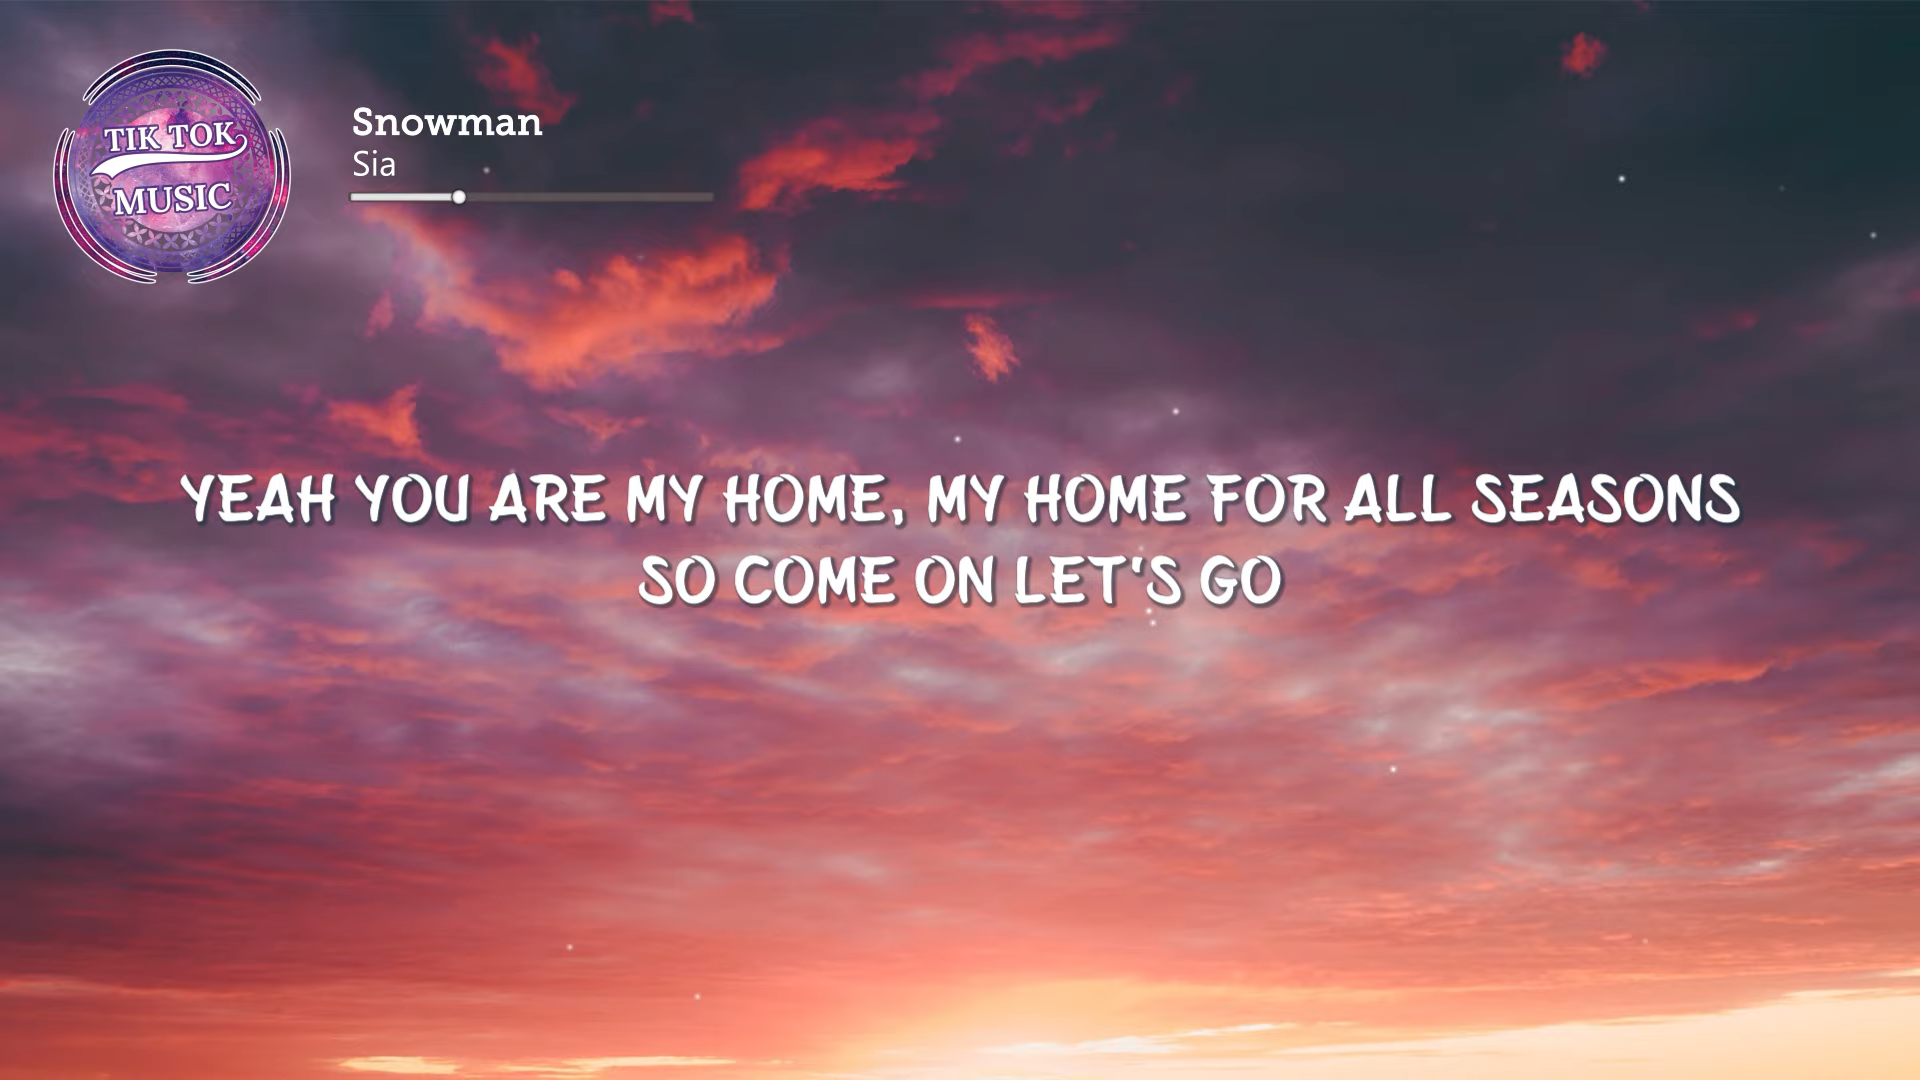 TIK TOK
MUSIC
Snowman
Sia
YEAH YOU ARE MY HOME, MY HOME FOR ALL SEASONS
SO COME ON LET'S GO